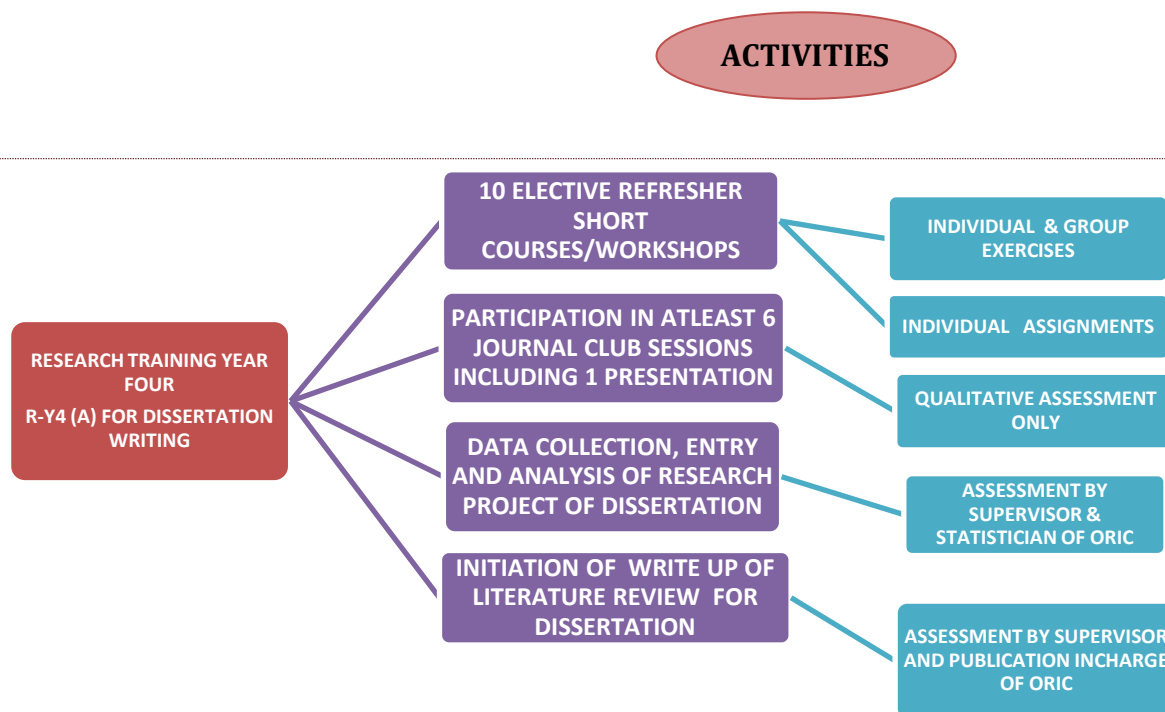 ACTIVITIES
RESEARCH TRAINING YEAR
FOUR
R-Y4 (A) FOR DISSERTATION
WRITING
10 ELECTIVE REFRESHER
SHORT
COURSES/WORKSHOPS
PARTICIPATION IN ATLEAST 6
JOURNAL CLUB SESSIONS
INCLUDING 1 PRESENTATION
DATA COLLECTION, ENTRY
AND ANALYSIS OF RESEARCH
PROJECT OF DISSERTATION
INITIATION OF WRITE UP OF
LITERATURE REVIEW FOR
DISSERTATION
INDIVIDUAL & GROUP
EXERCISES
INDIVIDUAL ASSIGNMENTS
QUALITATIVE ASSESSMENT
ONLY
ASSESSMENT BY
SUPERVISOR &
STATISTICIAN OF ORIC
ASSESSMENT BY SUPERVISOR
AND PUBLICATION INCHARGE
OF ORIC